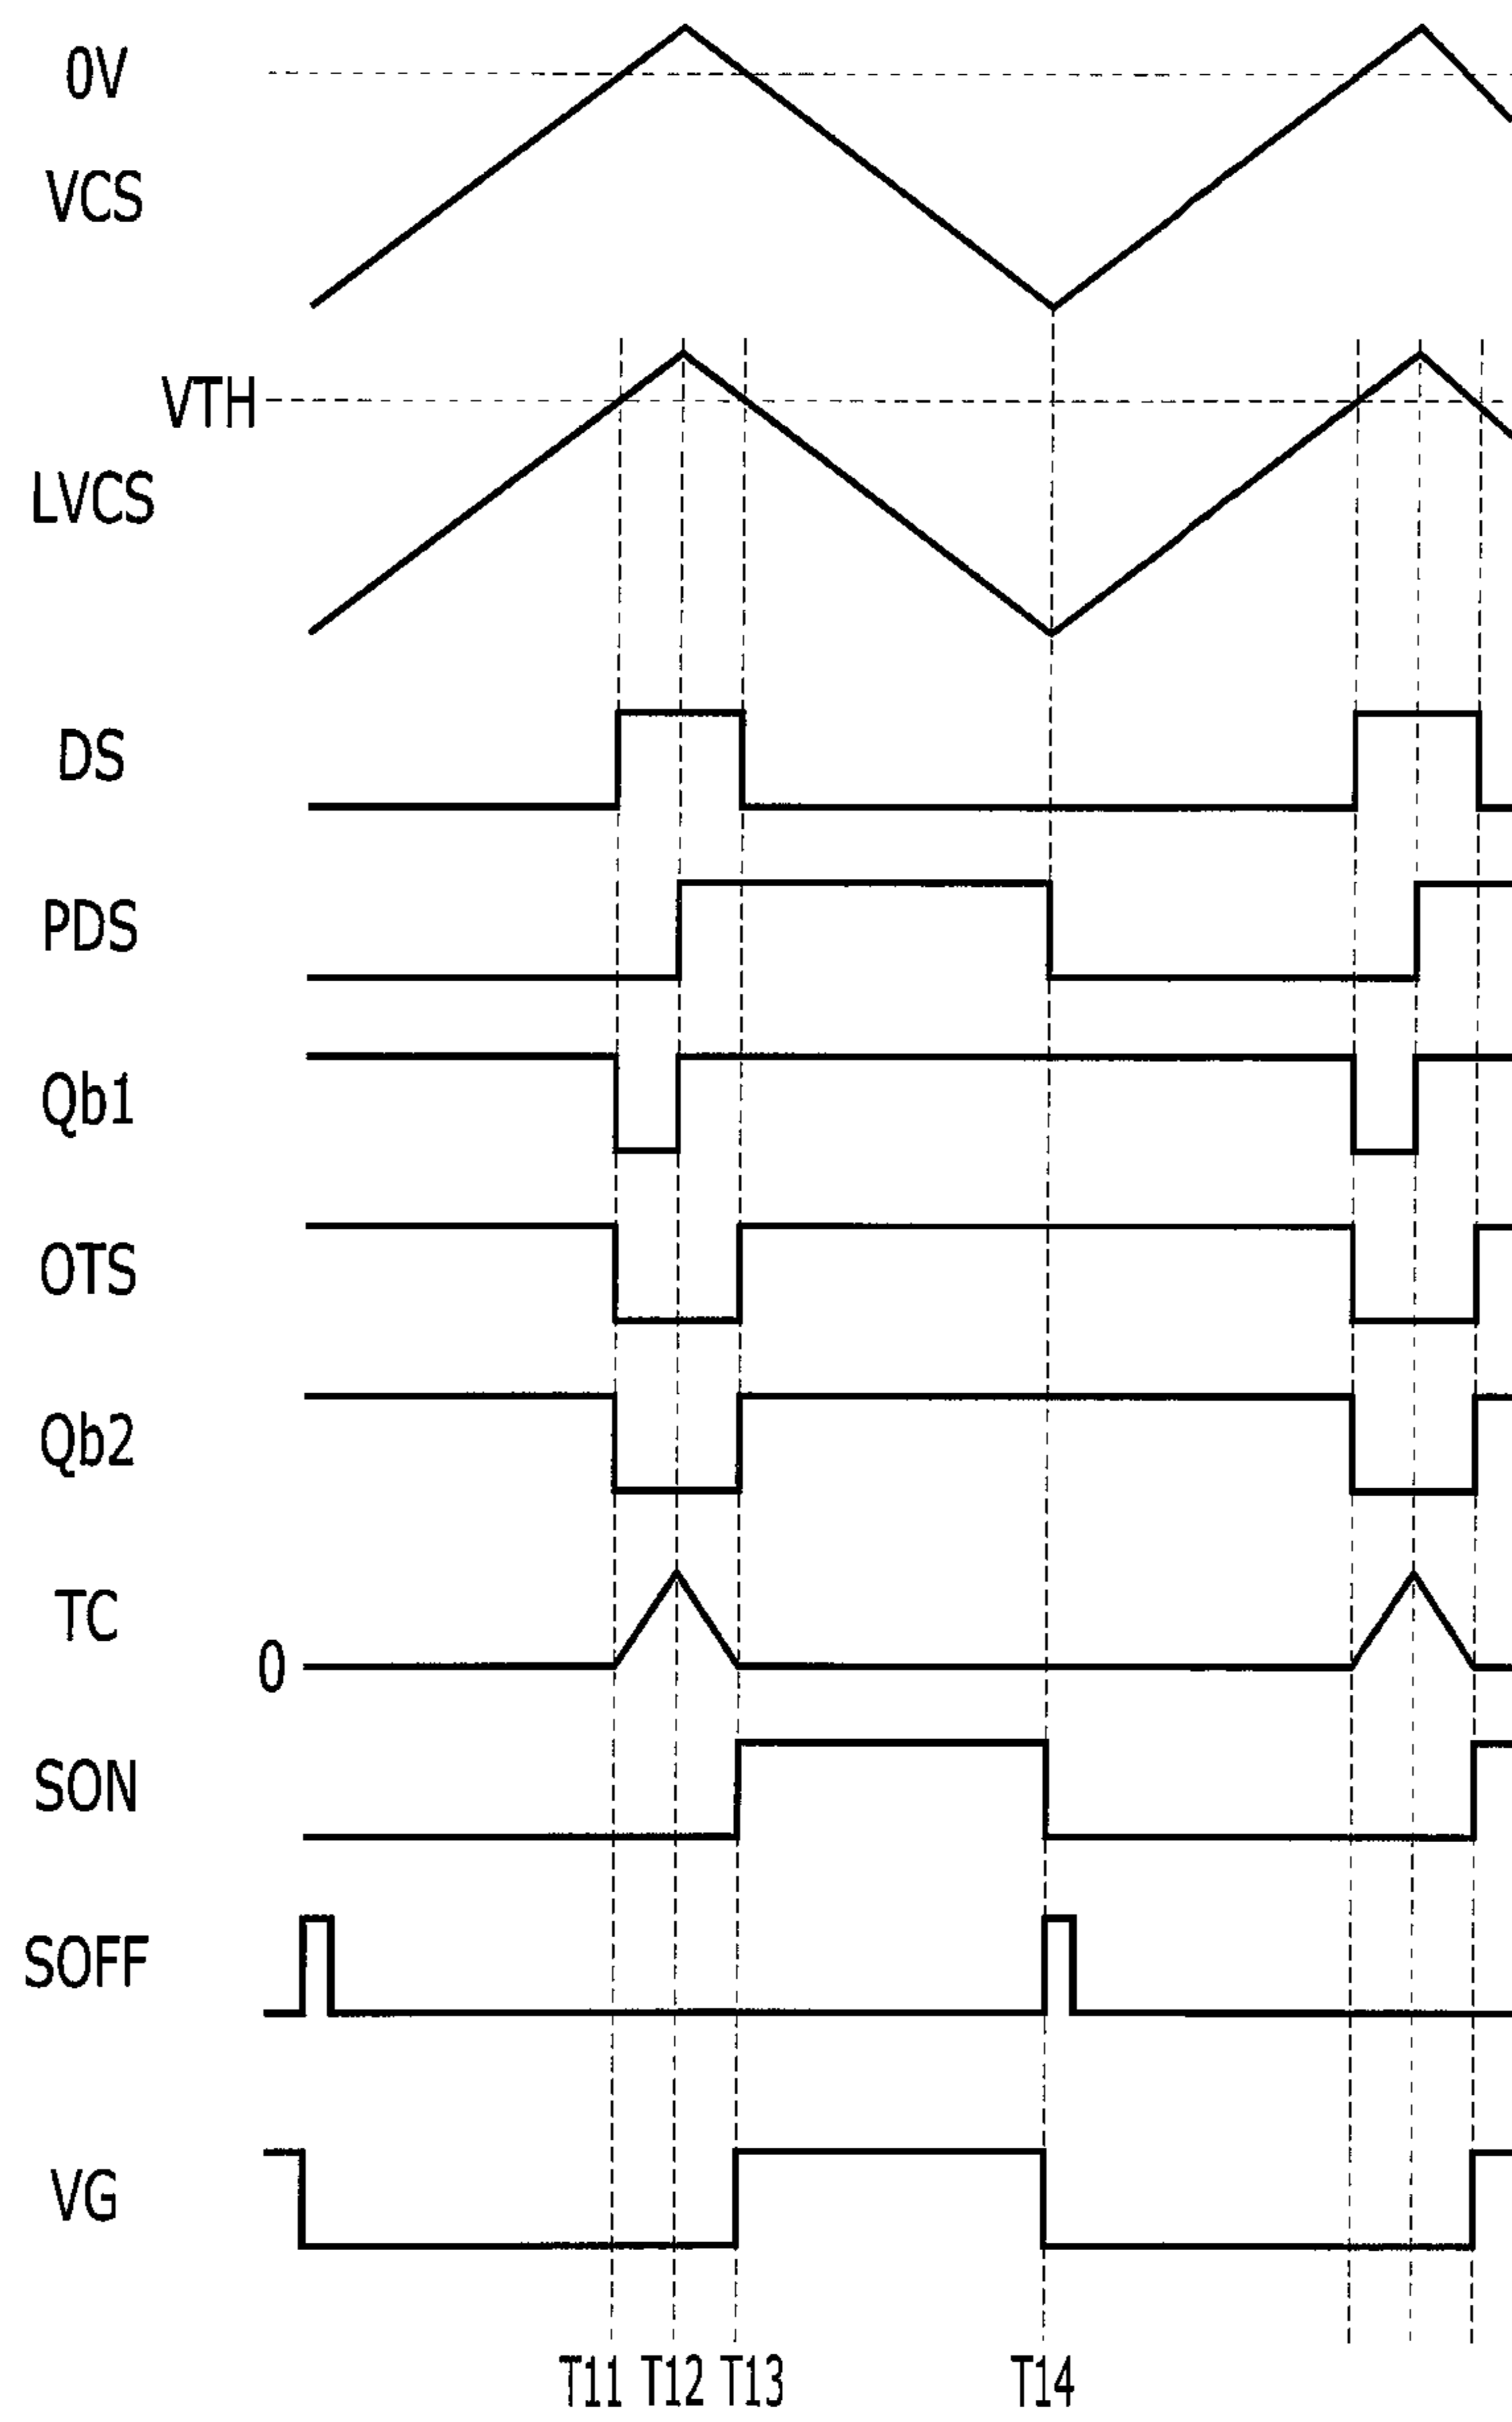 0V
VCS
VTH
LVCS
DS
PDS
Qb1
OTS
Qb2
TC
0
SON
SOFF
VG
T11 T12 T13 T14